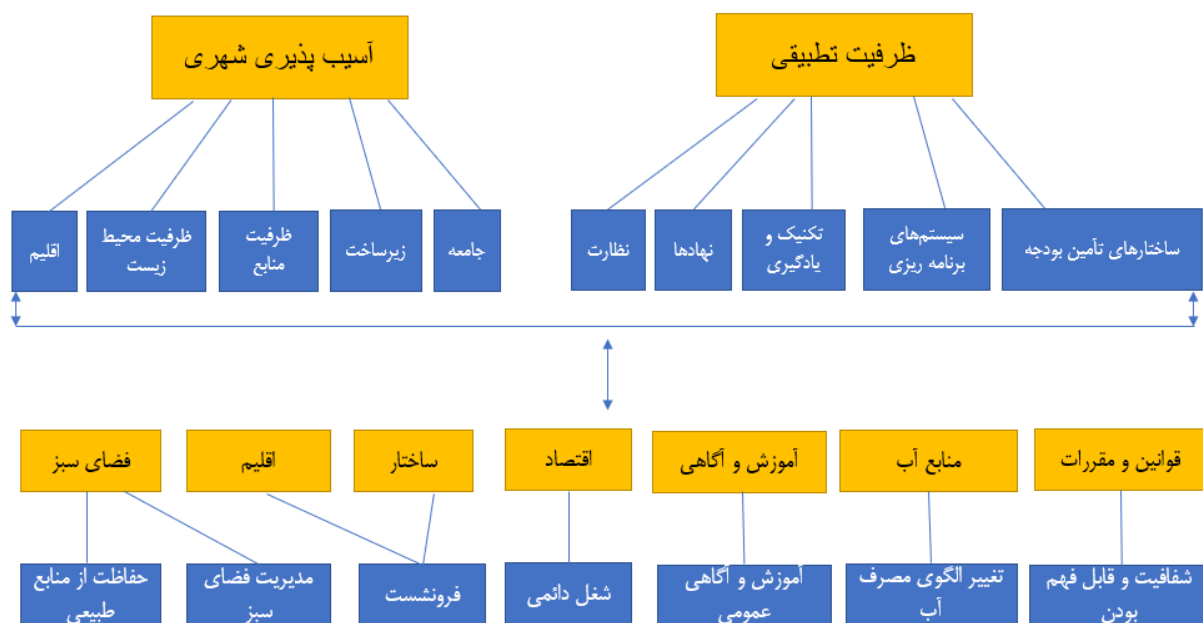 ظرفیت تطبیقی
آسیب پذیری شهری
ساختارهای تأمین بودجه
سیستم‌های
برنامه ریزی
تکنیک و
یادگیری
نهادها
نظارت
جامعه
زیرساخت
ظرفیت
منابع
ظرفیت محیط
زیست
اقلیم
قوانین و مقررات
منابع آب
آموزش و آگاهی
اقتصاد
ساختار
اقلیم
فضای سبز
شفافیت و قابل فهم
بودن
تغییر الگوی مصرف
آب
آموزش و آگاهی
عمومی
شغل دائمی
فرونشست
مدیریت فضای
سبز
حفاظت از منابع
طبیعی